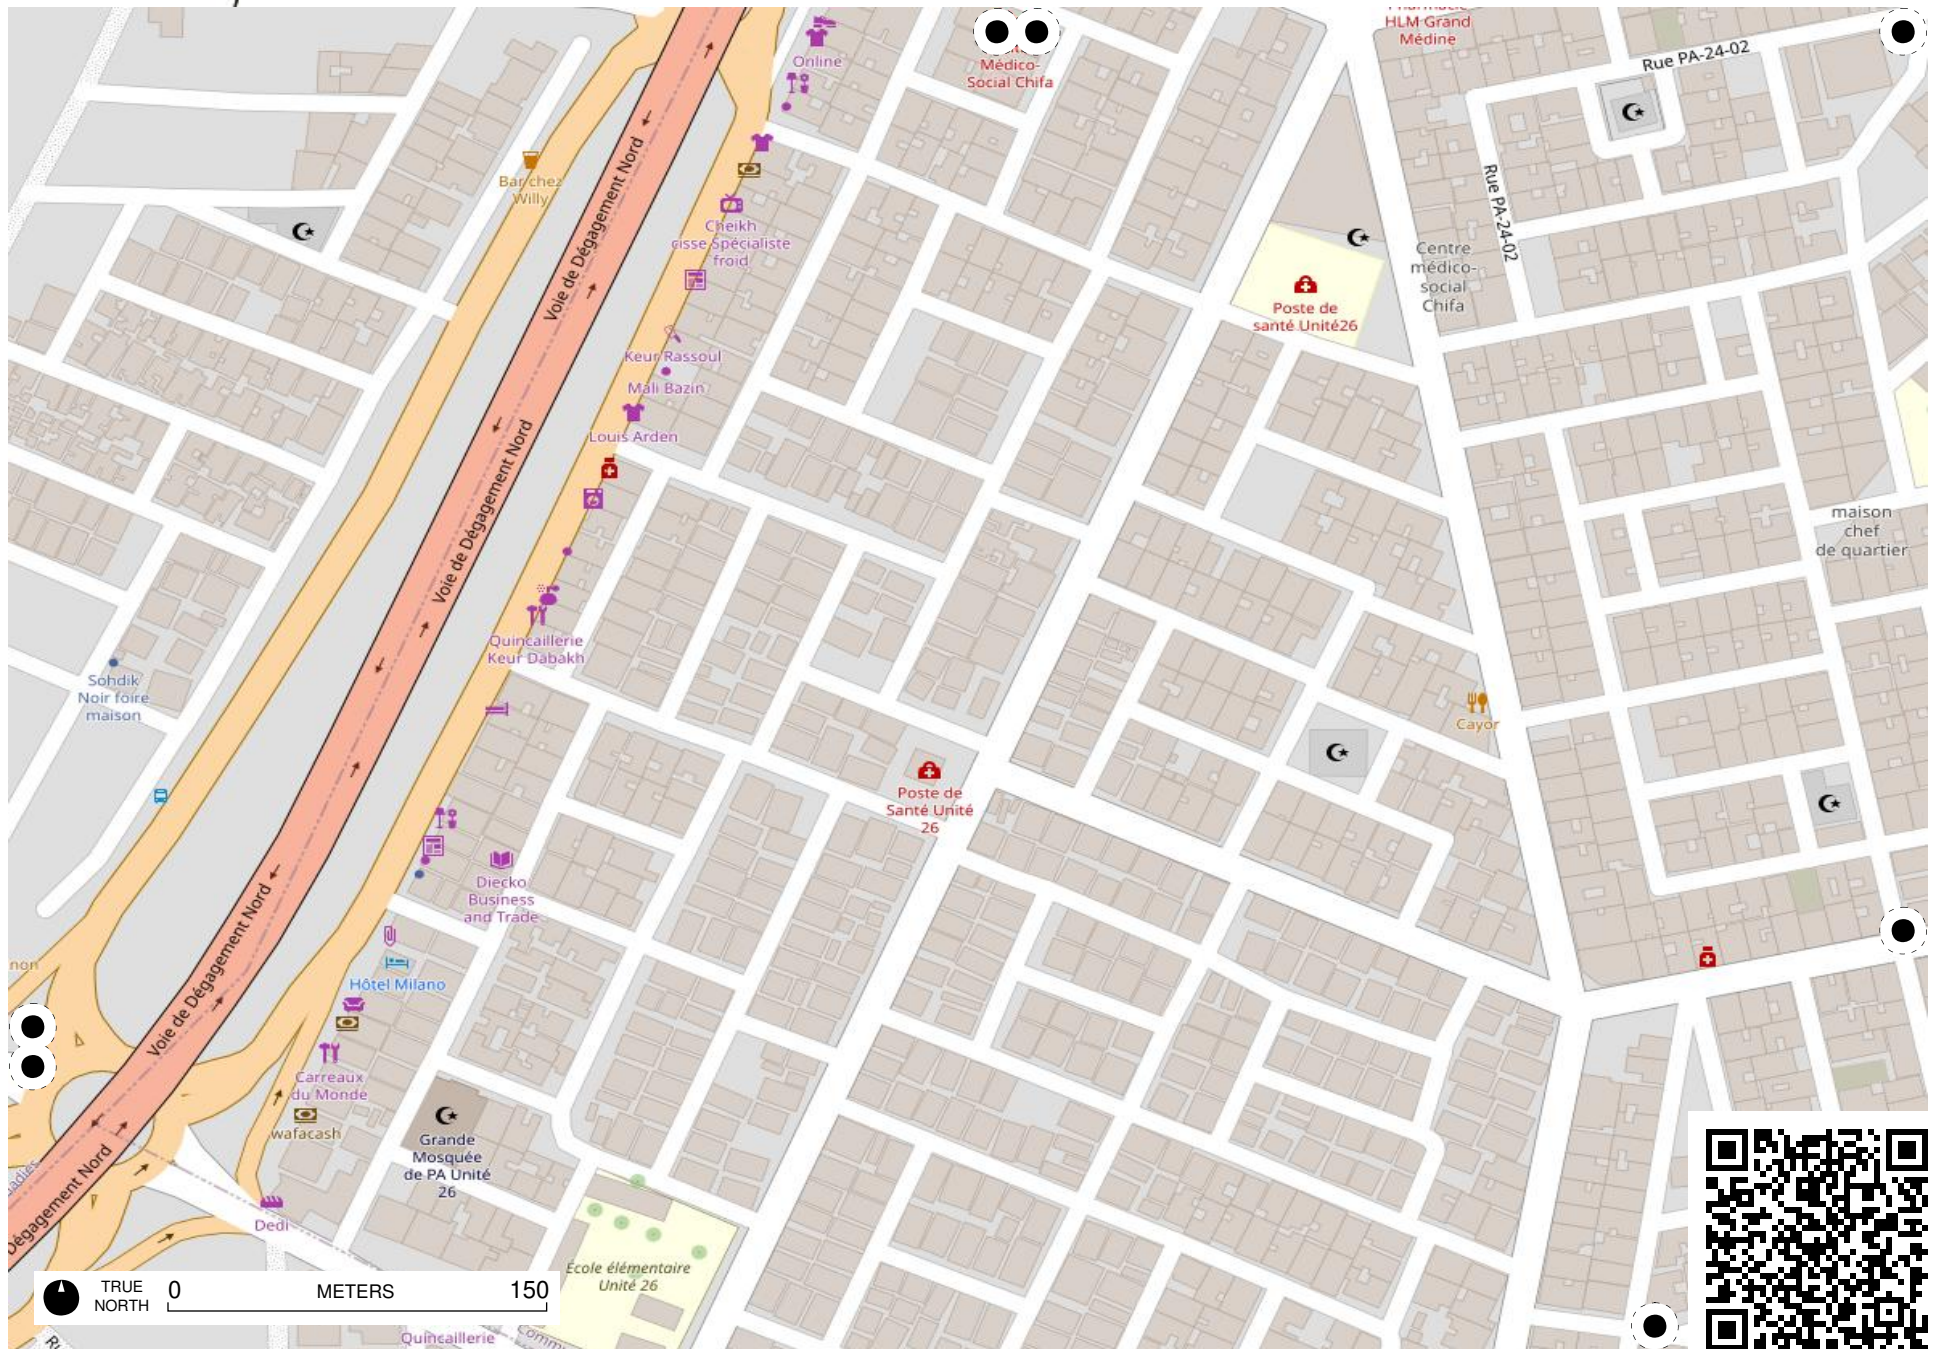 HLM Grand
Médine
Rue PA-24-02
Online
Médico-
Social Chifa
Bar chez
Willy
Voie de Dégagement Nord
Rue PA-24-02
Cheikh
cisse Spécialiste
froid
Centre
médico-
social
Chifa
Poste de
santé Unité26
Keur Rassoul
Mali Bazin
Louis Arden
Voie de Dégagement Nord
maison
chef
de quartier
Quincaillerie
Keur Dabakh
Sohdik
Noir foire
maison
Cayor
Poste de
Santé Unité
26
Diecko
Business
and Trade
Voie de Dégagement Nord
non
Hôtel Milano
Carreaux
du Monde
wafacash
Grande
Mosquée
de PA Unité
26
Dégagement Nord
Dedi
École élémentaire
Unité 26
TRUE
NORTH
0 METERS 150
Quincaillerie